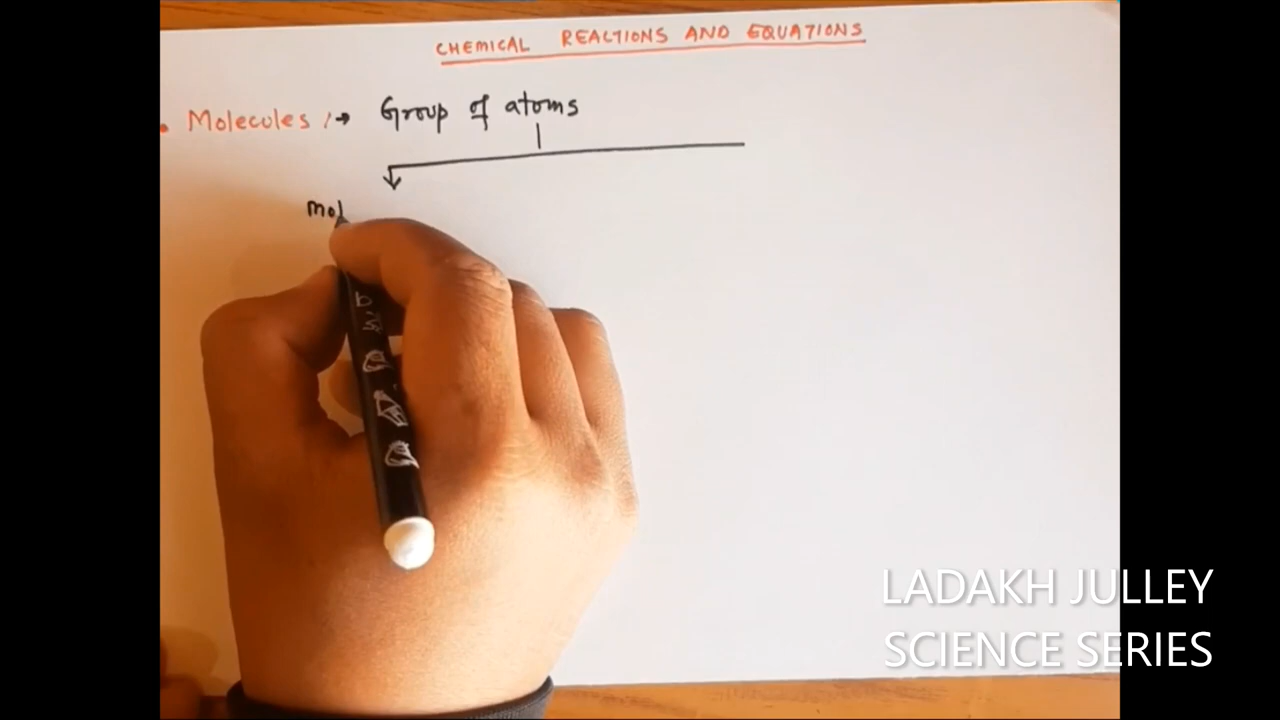 CHEMICAL REACTIONS AND EQUATIONS
• Molecules :→ Group of atoms
mol
LADAKH JULLEY
SCIENCE SERIES